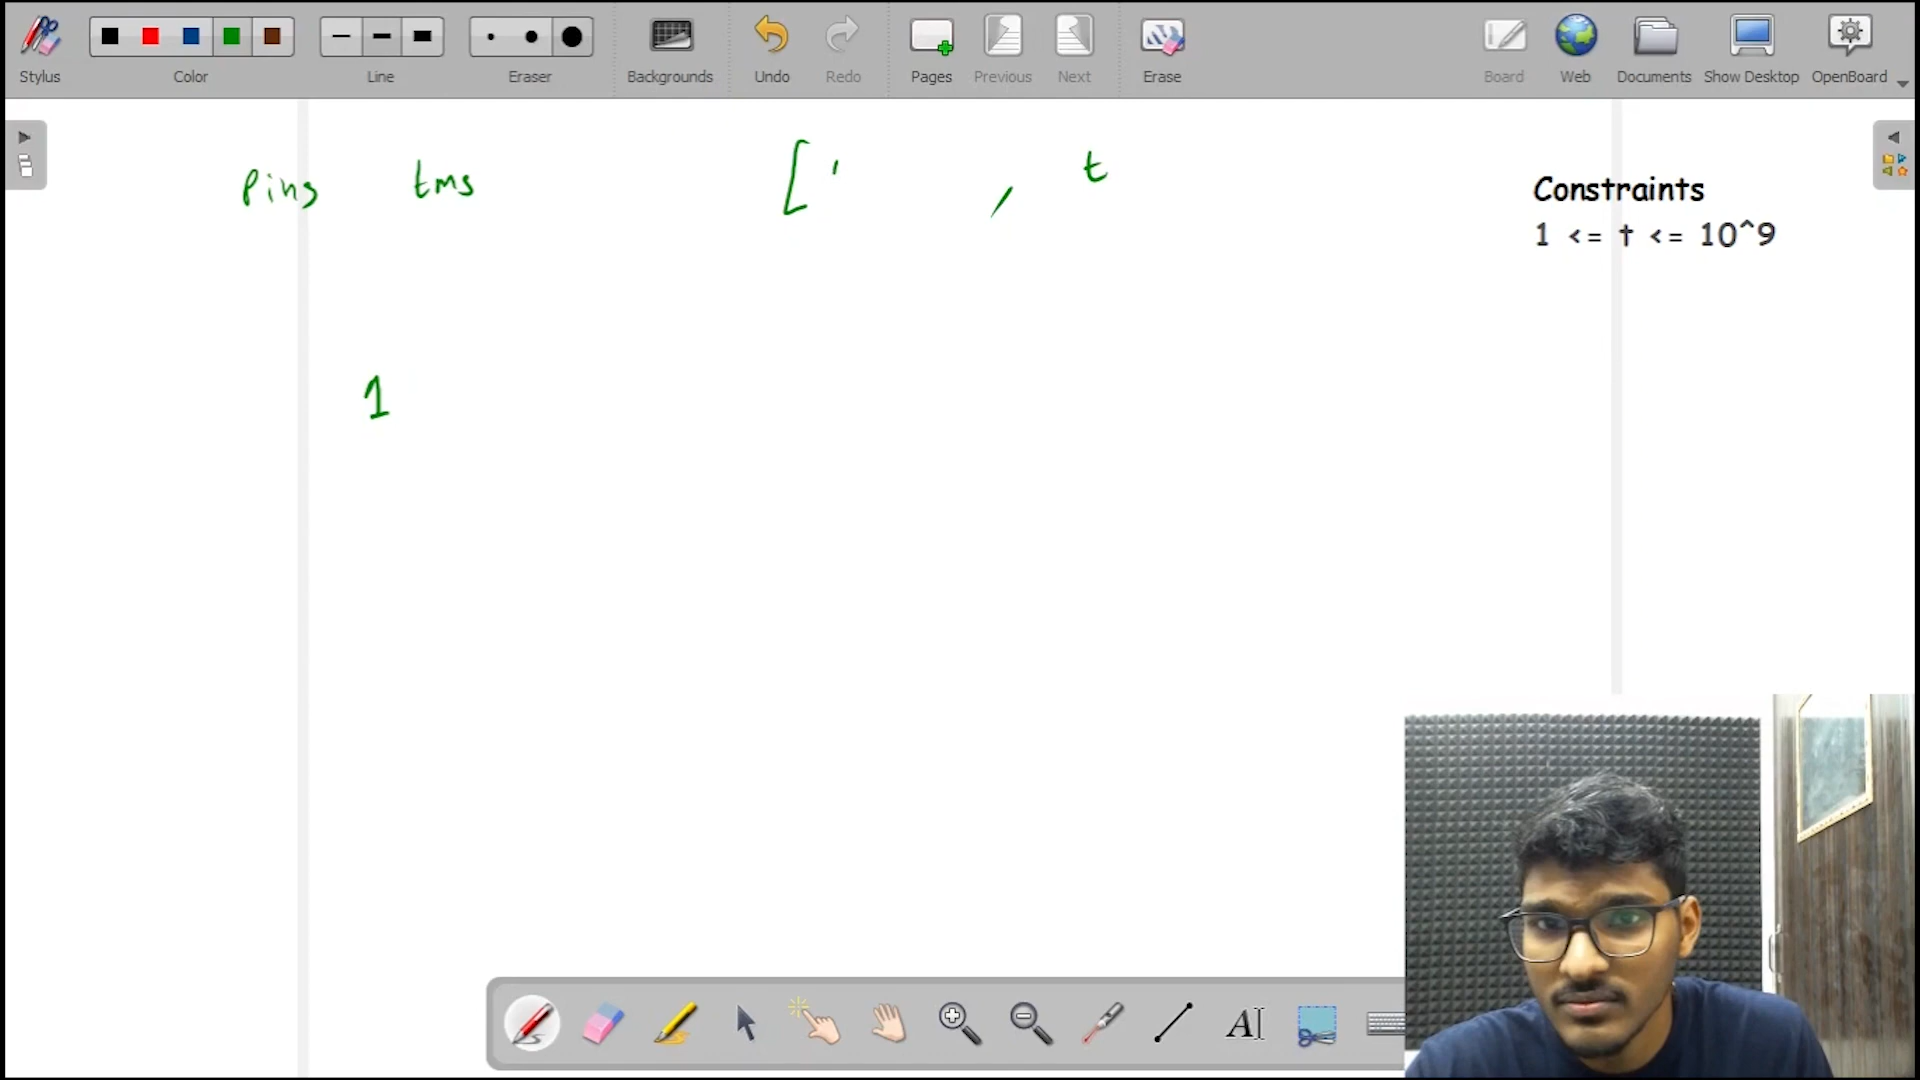 Stylus Color Line Eraser Backgrounds Undo Redo Pages Previous Next Erase Board Web Documents Show Desktop OpenBoard
ping tms [ ' , t
Constraints
1 <= t <= 10^9
1
A